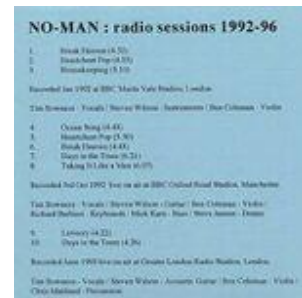 NO-MAN : radio sessions 1992-96
1. Break Heaven (4.32)
2. Heartcheat Pop (4.55)
3. Housekeeping (5.33)
Recorded Jan 1992 at BBC Maida Vale Studios, London.
Tim Bowness - Vocals / Steven Wilson - Instruments / Ben Coleman - Violin
4. Ocean Song (4.48)
5. Heartcheat Pop (5.30)
6. Break Heaven (4.48)
7. Days in the Trees (6.21)
8. Taking It Like a Man (6.07)
Recorded 3rd Oct 1992 live on air at BBC Oxford Road Studios, Manchester
Tim Bowness - Vocals / Steven Wilson - Guitar / Ben Coleman - Violin /
Richard Barbieri - Keyboards / Mick Karn - Bass / Steve Jansen - Drums
9. Lovecry (4.22)
10. Days in the Trees (4.26)
Recorded June 1993 live on air at Greater London Radio Studios, London.
Tim Bowness - Vocals / Steven Wilson - Acoustic Guitar / Ben Coleman - Violin /
Chris Maitland - Percussion